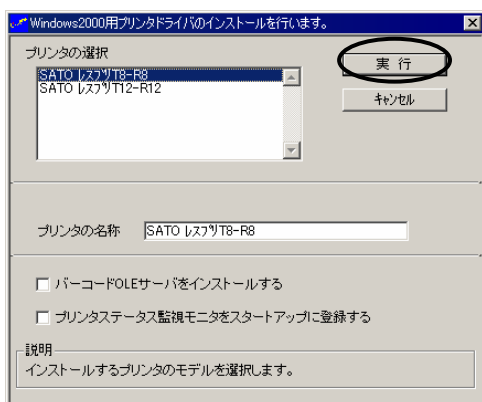 Windows2000用プリンタドライバのインストールを行います。
プリンタの選択
SATO ﾚｽﾌﾟﾘT8-R8
SATO ﾚｽﾌﾟﾘT12-R12
実 行
ｷｬﾝｾﾙ
プリンタの名称
SATO ﾚｽﾌﾟﾘT8-R8
バーコードOLEサーバをインストールする
プリンタステータス監視モニタをスタートアップに登録する
説明
インストールするプリンタのモデルを選択します。